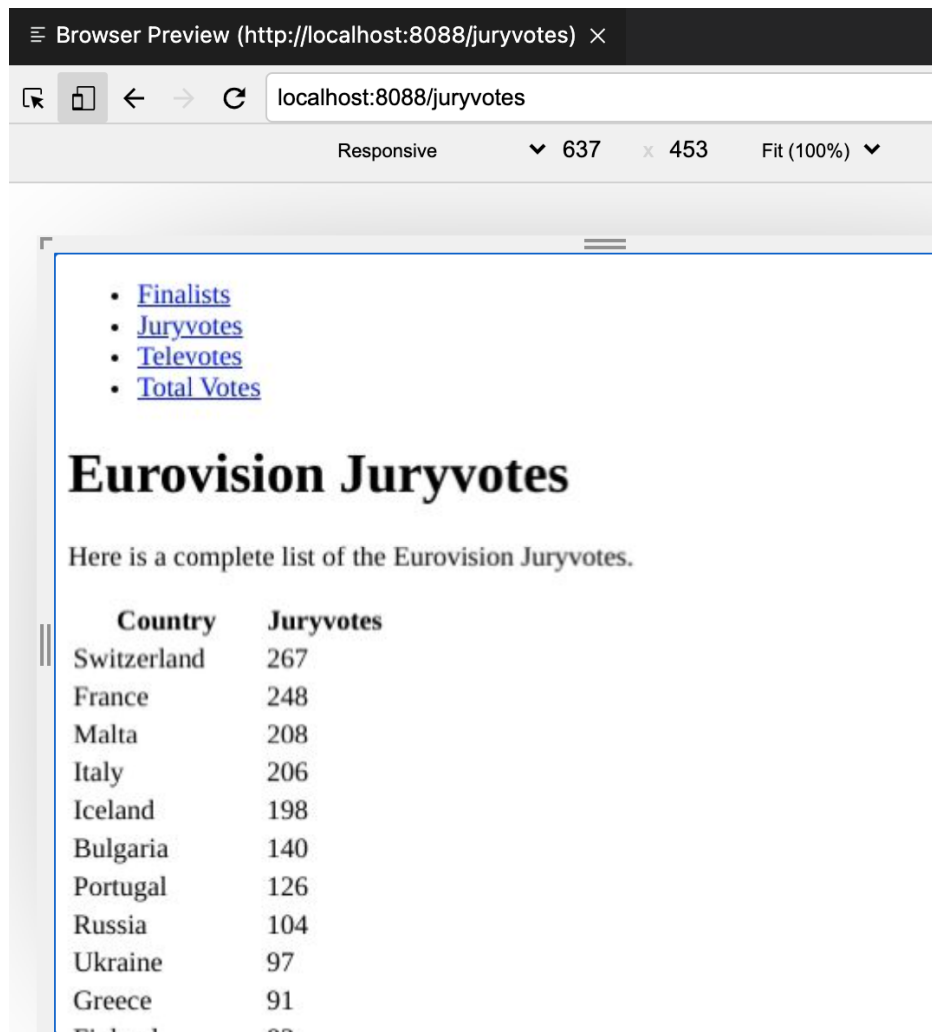 Browser Preview (http://localhost:8088/juryvotes)
localhost:8088/juryvotes
Responsive 637 x 453 Fit (100%)
Finalists
Juryvotes
Televotes
Total Votes
Eurovision Juryvotes
Here is a complete list of the Eurovision Juryvotes.
Country Juryvotes
Switzerland 267
France 248
Malta 208
Italy 206
Iceland 198
Bulgaria 140
Portugal 126
Russia 104
Ukraine 97
Greece 91